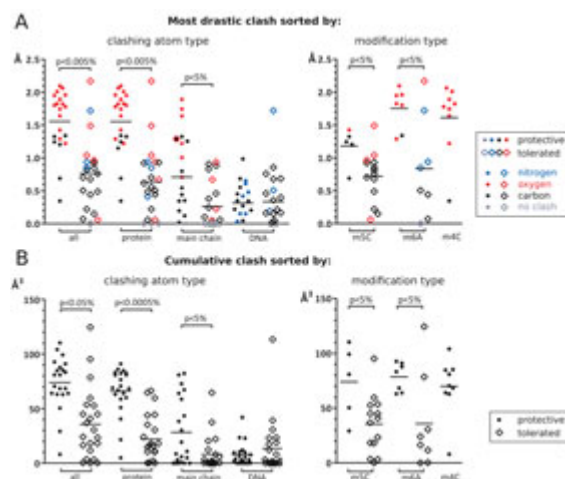 A
Most drastic clash sorted by:
clashing atom type
modification type
Å
Å
2.5
2.0
1.5
1.0
0.5
0.0
p<0.005%
p<0.005%
p<5%
2.5
2.0
1.5
1.0
0.5
0.0
p<5%
p<5%
protective
tolerated
nitrogen
oxygen
carbon
no clash
all
protein
main chain
DNA
m5C
m6A
m4C
B
Cumulative clash sorted by:
clashing atom type
modification type
Å³
Å³
150
100
50
0
p<0.05%
p<0.0005%
p<5%
150
100
50
0
p<5%
p<5%
protective
tolerated
all
protein
main chain
DNA
m5C
m6A
m4C